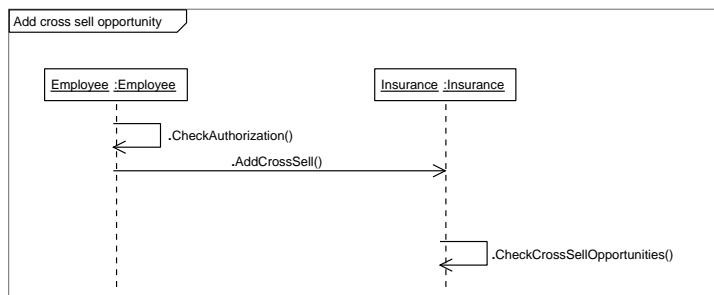 Add cross sell opportunity
Employee :Employee
Insurance :Insurance
.CheckAuthorization()
.AddCrossSell()
.CheckCrossSellOpportunities()